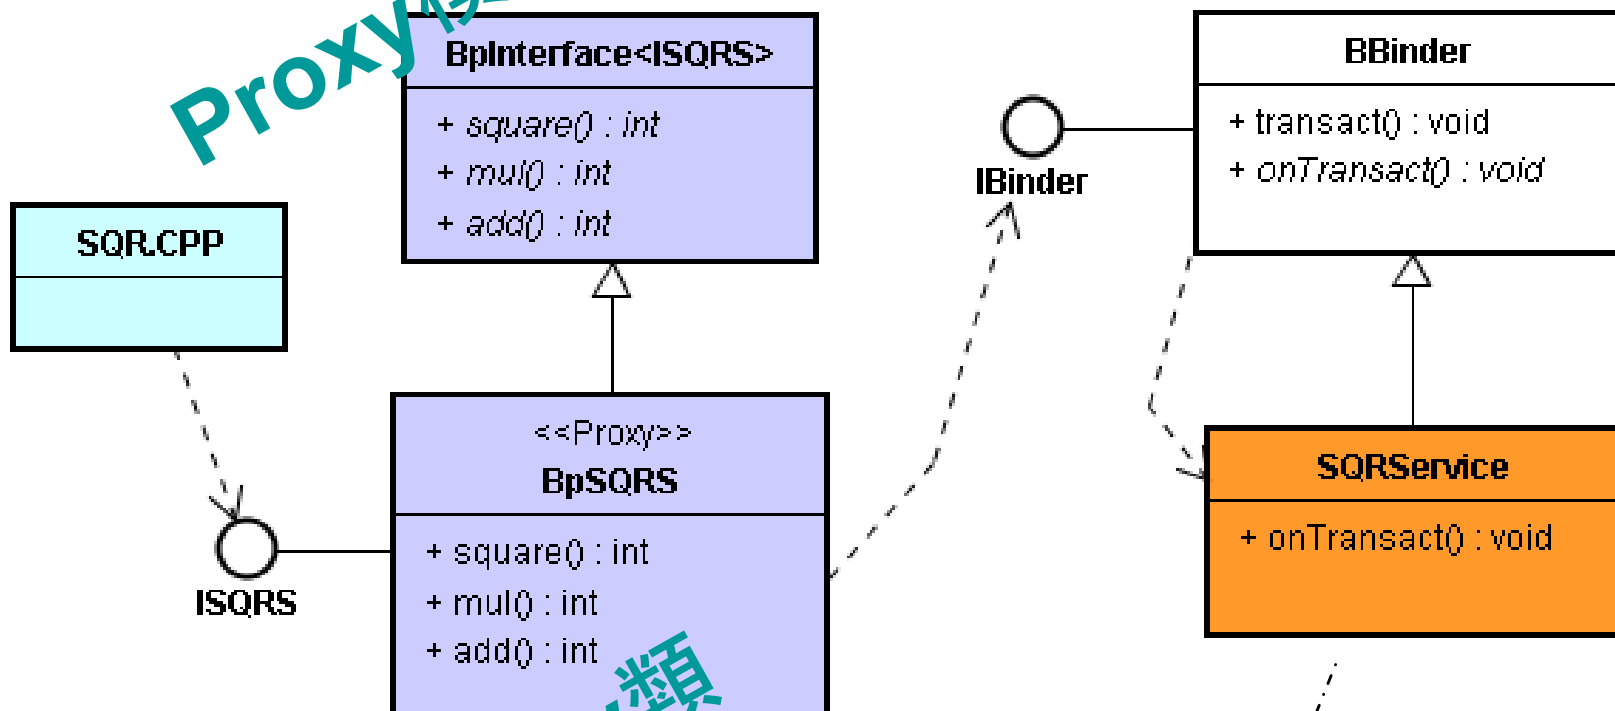 Proxy
BpInterface<ISQRS>
+ square() : int
+ mul() : int
+ add() : int
BBinder
+ transact() : void
+ onTransact() : void
IBinder
SQR.CPP
<<Proxy>>
BpSQRS
+ square() : int
+ mul() : int
+ add() : int
ISQRS
SQRService
+ onTransact() : void
類